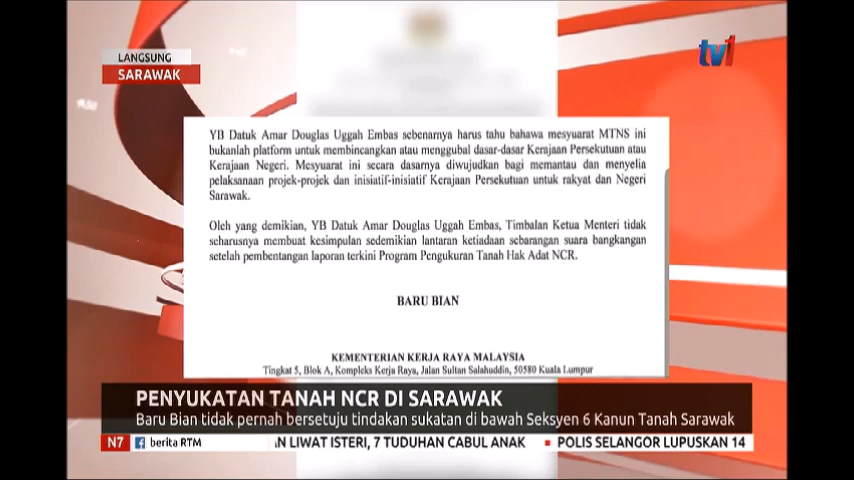 LANGSUNG
SARAWAK
tv1
YB Datuk Amar Douglas Uggah Embas sebenarnya harus tahu bahawa mesyuarat MTNS ini
bukanlah platform untuk membincangkan atau menggubal dasar-dasar Kerajaan Persekutuan atau
Kerajaan Negeri. Mesyuarat ini secara dasarnya diwujudkan bagi memantau dan menyelia
pelaksanaan projek-projek dan inisiatif-inisiatif Kerajaan Persekutuan untuk rakyat dan Negeri
Sarawak.
Oleh yang demikian, YB Datuk Amar Douglas Uggah Embas, Timbalan Ketua Menteri tidak
seharusnya membuat kesimpulan sedemikian lantaran ketiadaan sebarangan suara bangkangan
setelah pembentangan laporan terkini Program Pengukuran Tanah Hak Adat NCR.
BARU BIAN
KEMENTERIAN KERJA RAYA MALAYSIA
Tingkat 5, Blok A, Kompleks Kerja Raya, Jalan Sultan Salahuddin, 50580 Kuala Lumpur
PENYUKATAN TANAH NCR DI SARAWAK
Baru Bian tidak pernah bersetuju tindakan sukatan di bawah Seksyen 6 Kanun Tanah Sarawak
N7 berita RTM N LIWAT ISTERI, 7 TUDUHAN CABUL ANAK POLIS SELANGOR LUPUSKAN 14